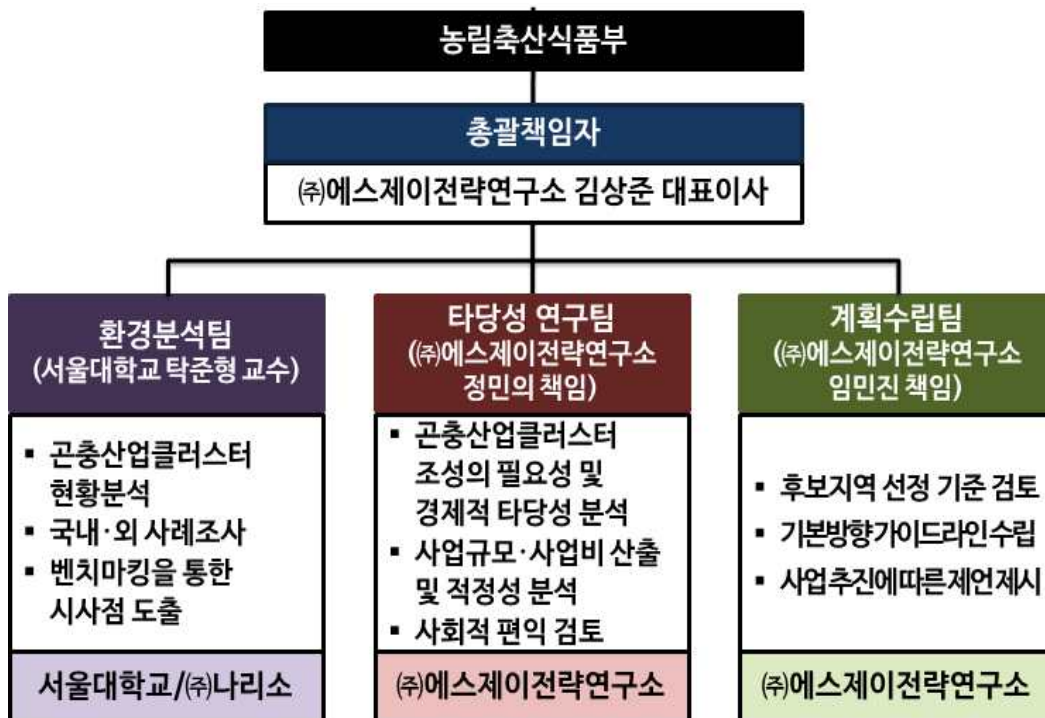 농림축산식품부
총괄책임자
㈜에스제이전략연구소 김상준 대표이사
환경분석팀
(서울대학교 탁준형 교수)
▪ 곤충산업클러스터
현황분석
▪ 국내·외 사례조사
▪ 벤치마킹을 통한
시사점 도출
서울대학교/㈜나리소
타당성 연구팀
(㈜에스제이전략연구소
정민의 책임)
▪ 곤충산업클러스터
조성의 필요성 및
경제적 타당성 분석
▪ 사업규모·사업비 산출
및 적정성 분석
▪ 사회적 편익 검토
㈜에스제이전략연구소
계획수립팀
(㈜에스제이전략연구소
임민진 책임)
▪ 후보지역 선정 기준 검토
▪ 기본방향 가이드라인 수립
▪ 사업 추진에 따른 제언 제시
㈜에스제이전략연구소